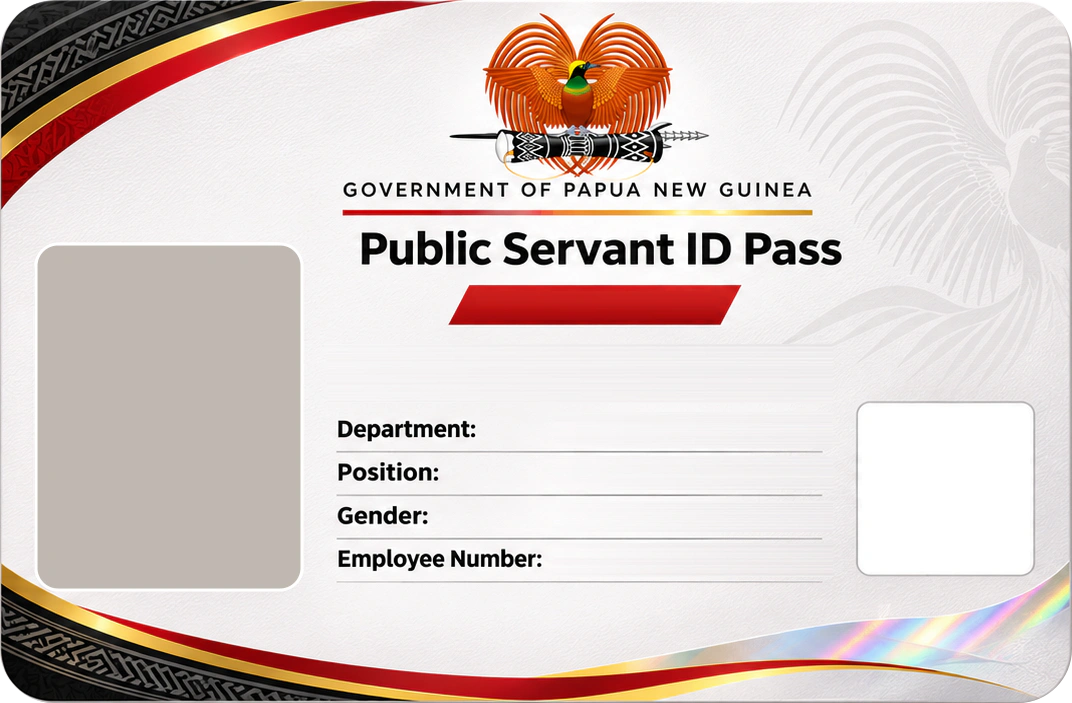 GOVERNMENT OF PAPUA NEW GUINEA
Public Servant ID Pass
Department:
Position:
Gender:
Employee Number: